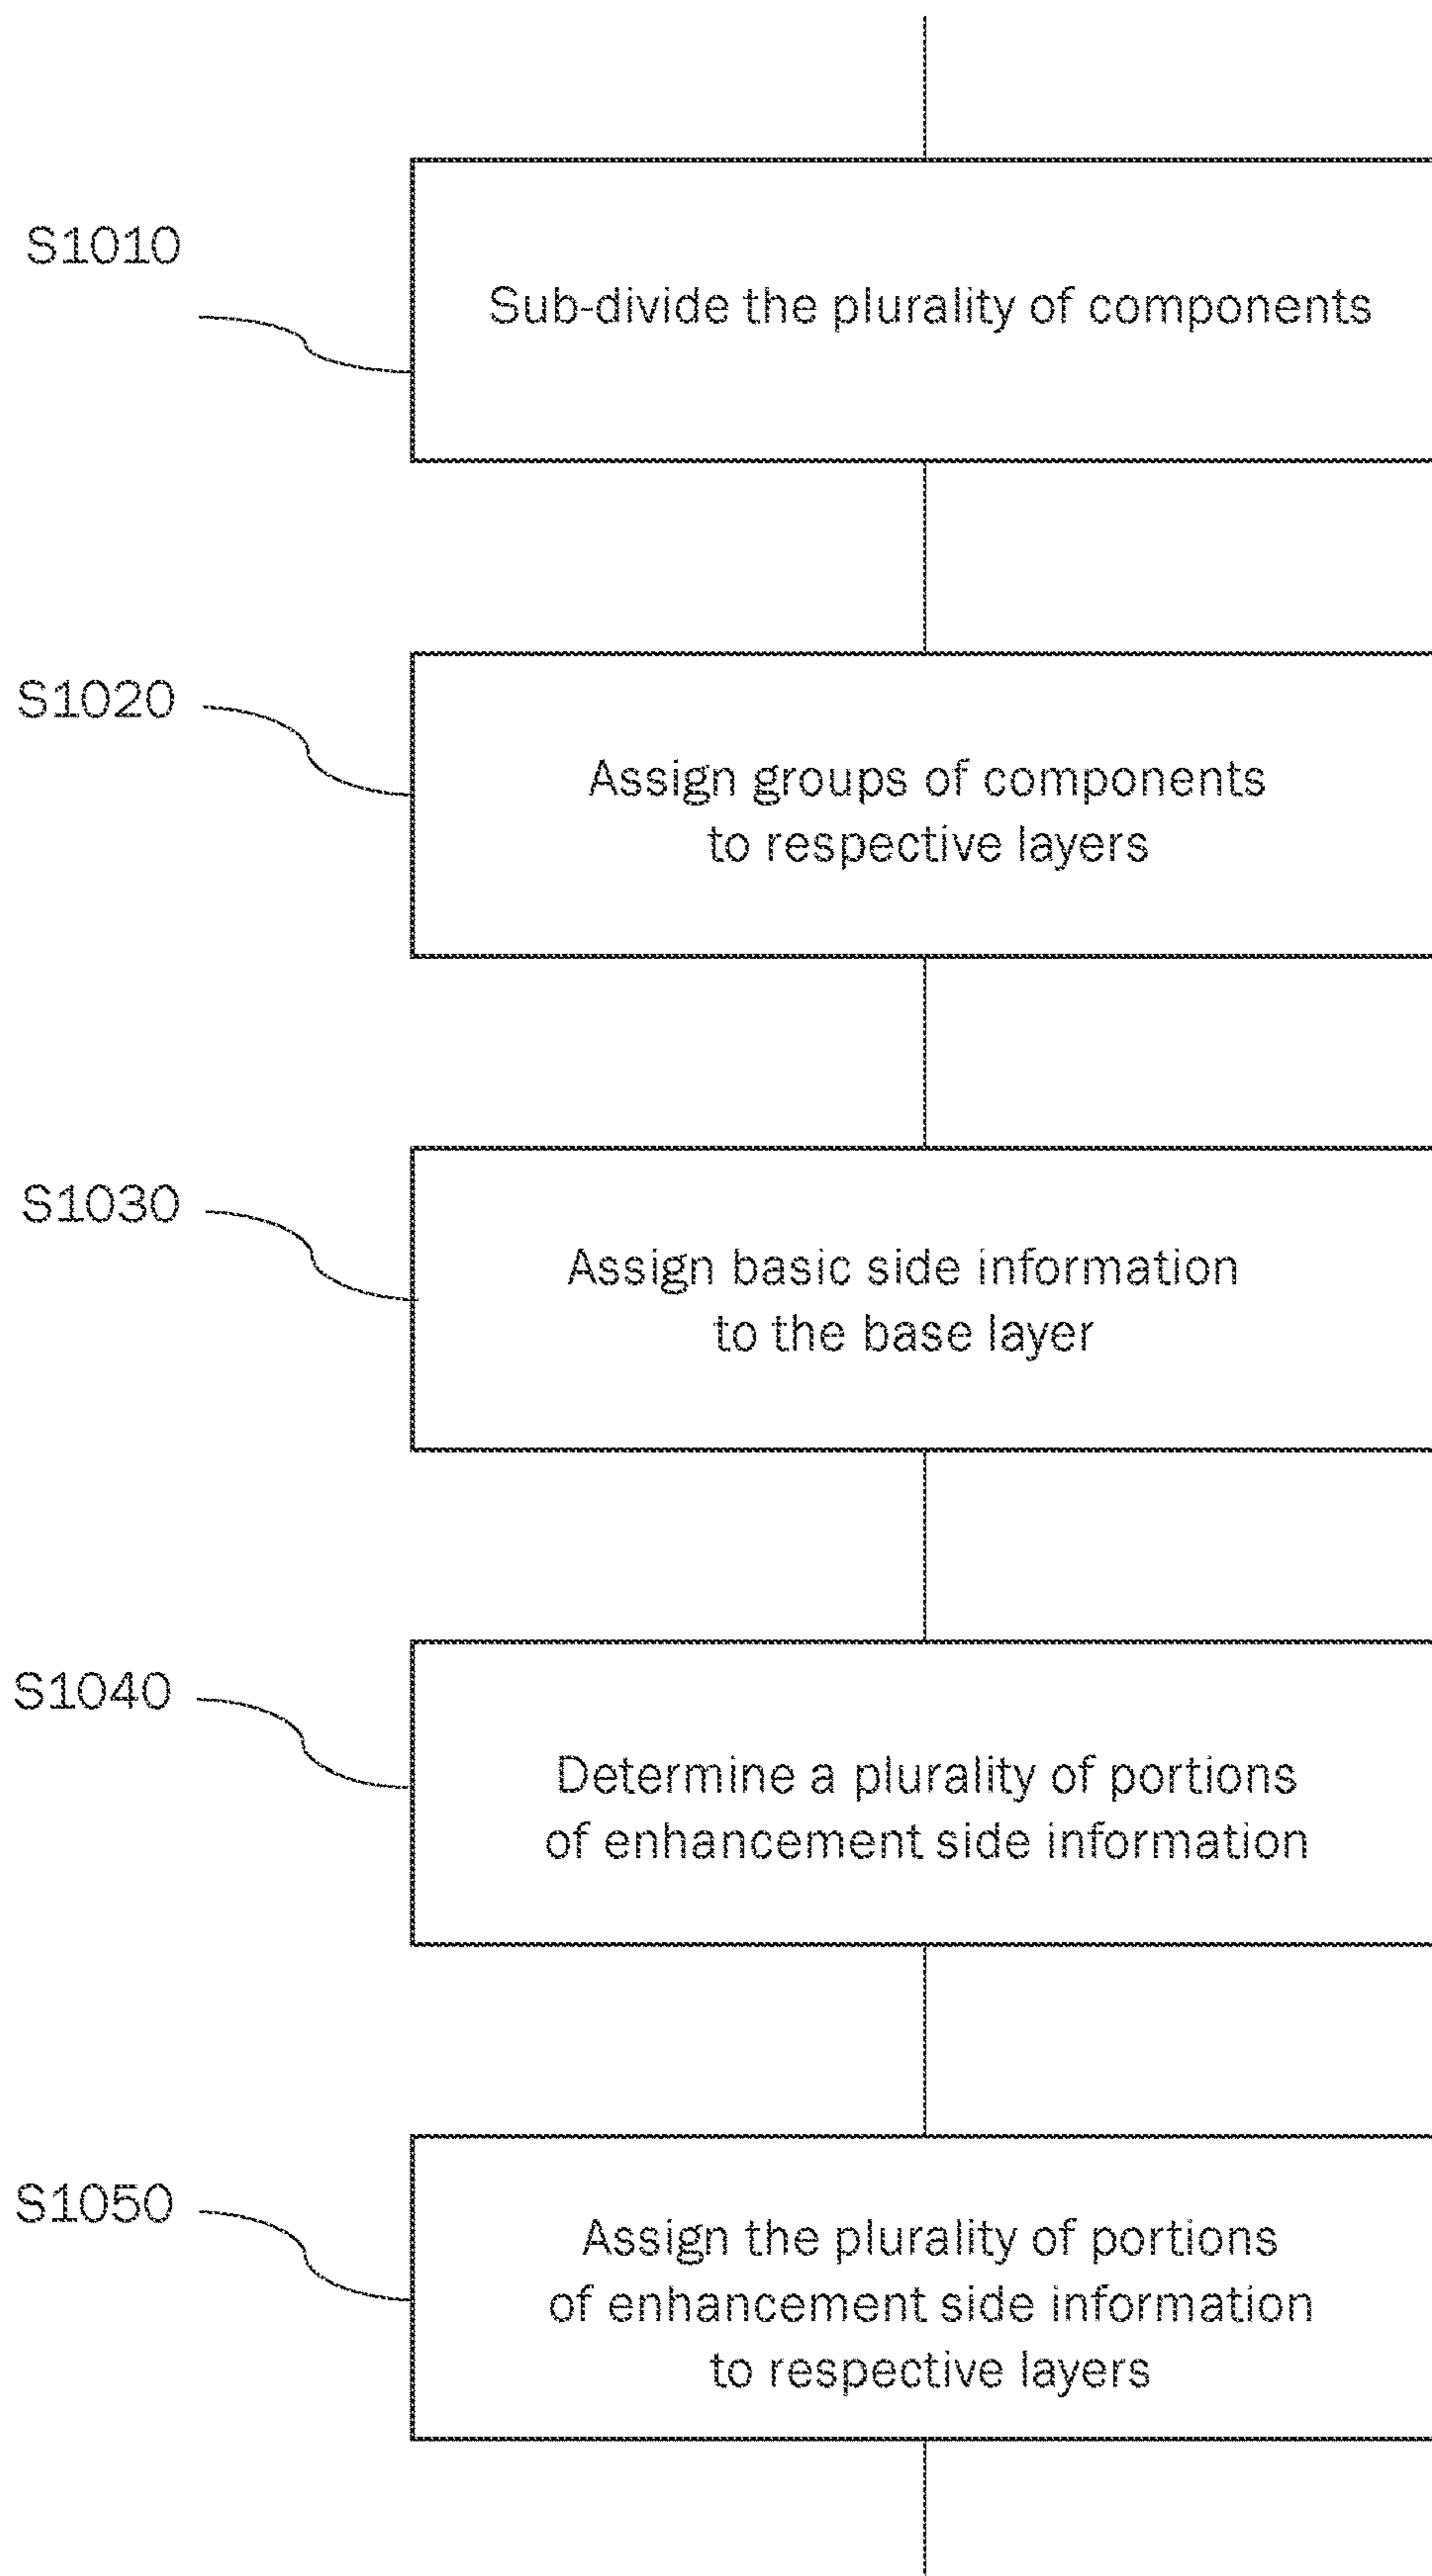 S1010
Sub-divide the plurality of components
S1020
Assign groups of components
to respective layers
S1030
Assign basic side information
to the base layer
S1040
Determine a plurality of portions
of enhancement side information
S1050
Assign the plurality of portions
of enhancement side information
to respective layers